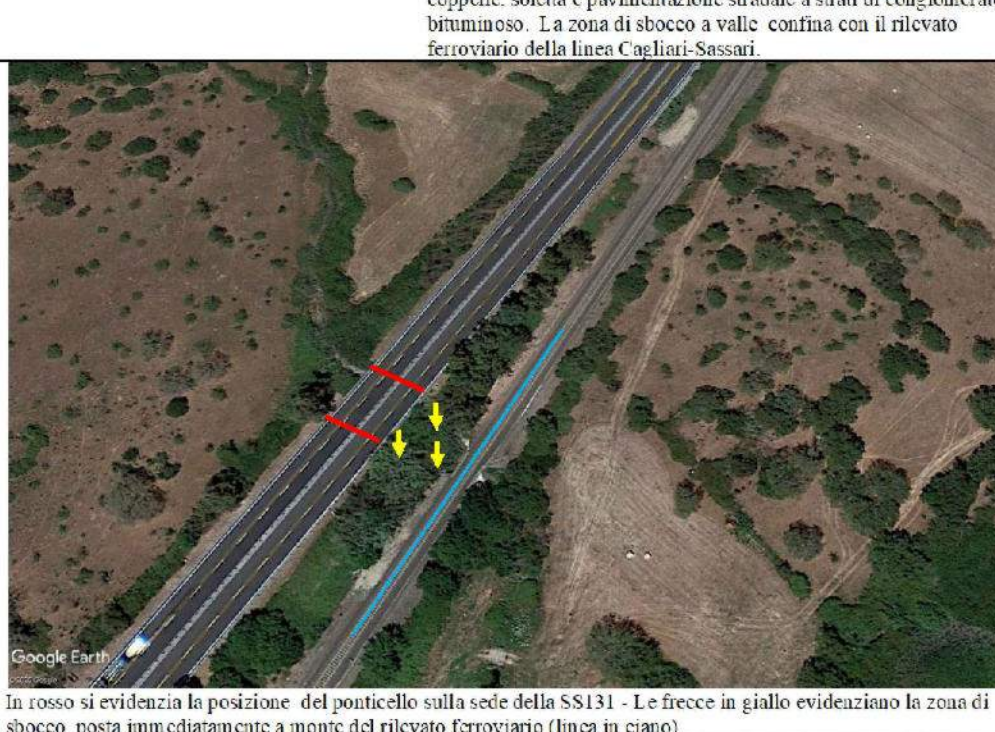 coppelle, soletta e pavimentazione stradale a strati di conglomerato
bituminoso. La zona di sbocco a valle confina con il rilevato
ferroviario della linea Cagliari-Sassari.
Google Earth
In rosso si evidenzia la posizione del ponticello sulla sede della SS131 - Le frecce in giallo evidenziano la zona di
sbocco posta immediatamente a monte del rilevato ferroviario (linea in ciano)